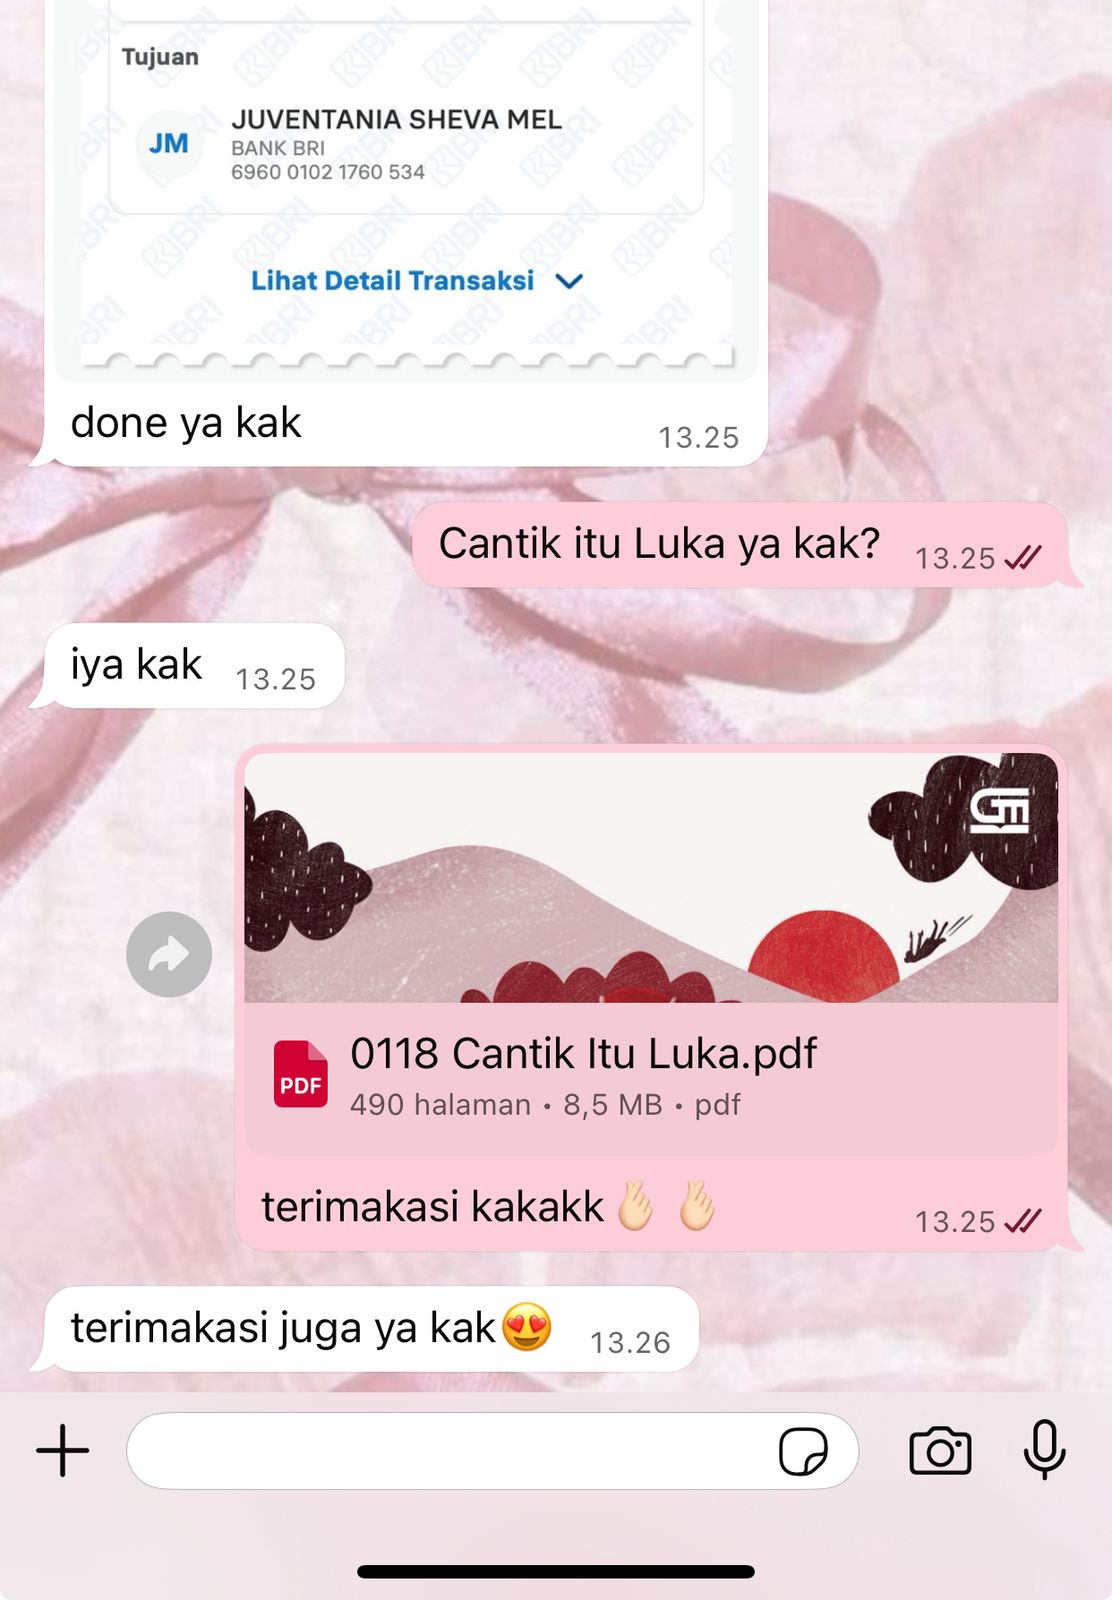 Tujuan
JM
JUVENTANIA SHEVA MEL
BANK BRI
6960 0102 1760 534
Lihat Detail Transaksi
done ya kak
13.25
Cantik itu Luka ya kak?
13.25
iya kak
13.25
GM
PDF
0118 Cantik Itu Luka.pdf
490 halaman • 8,5 MB • pdf
terimakasi kakakk🫰🏻🫰🏻
13.25
terimakasi juga ya kak😍
13.26